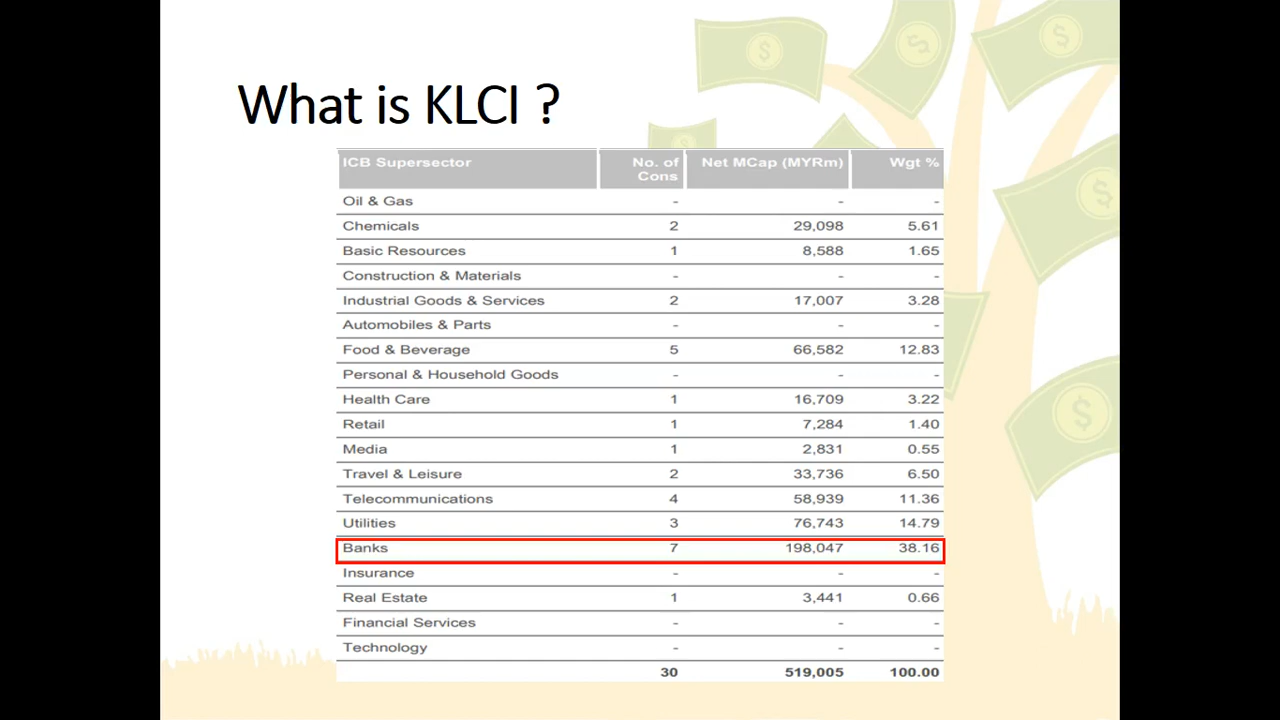 What is KLCI ?
ICB Supersector No. of Cons Net MCap (MYRm) Wgt %
Oil & Gas - - -
Chemicals 2 29,098 5.61
Basic Resources 1 8,588 1.65
Construction & Materials - - -
Industrial Goods & Services 2 17,007 3.28
Automobiles & Parts - - -
Food & Beverage 5 66,582 12.83
Personal & Household Goods - - -
Health Care 1 16,709 3.22
Retail 1 7,284 1.40
Media 1 2,831 0.55
Travel & Leisure 2 33,736 6.50
Telecommunications 4 58,939 11.36
Utilities 3 76,743 14.79
Banks 7 198,047 38.16
Insurance - - -
Real Estate 1 3,441 0.66
Financial Services - - -
Technology - - -
30 519,005 100.00